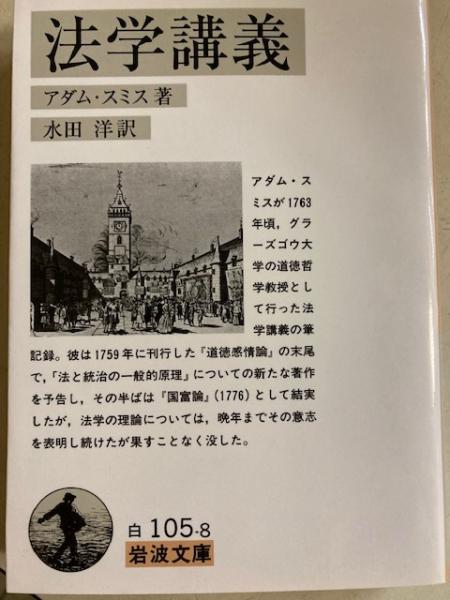 法学講義
アダム・スミス著
水田 洋訳
アダム・ス
ミスが1763
年頃，グラ
ーズゴウ大
学の道徳哲
学教授とし
て行った法
学講義の筆
記録。彼は1759年に刊行した『道徳感情論』の末尾
で，「法と統治の一般的原理」についての新たな著作
を予告し，その半ばは『国富論』(1776)として結実
したが，法学の理論については，晩年までその意志
を表明し続けたが果すことなく没した。
白 105-8
岩波文庫